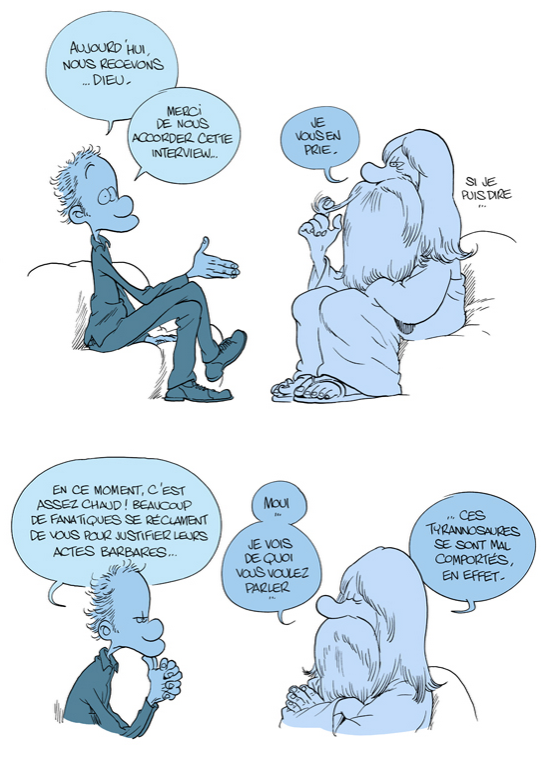 AUJOURD'HUI,
NOUS RECEVONS
...DIEU.
MERCI
DE NOUS
ACCORDER CETTE
INTERVIEW...
JE
VOUS EN
PRIE.
SI JE
PUIS DIRE
...
EN CE MOMENT, C'EST
ASSEZ CHAUD! BEAUCOUP
DE FANATIQUES SE RÉCLAMENT
DE VOUS POUR JUSTIFIER LEURS
ACTES BARBARES...
MOUI
...
JE VOIS
DE QUOI
VOUS VOULEZ
PARLER
...
... CES
TYRANNOSAURES
SE SONT MAL
COMPORTÉS,
EN EFFET.